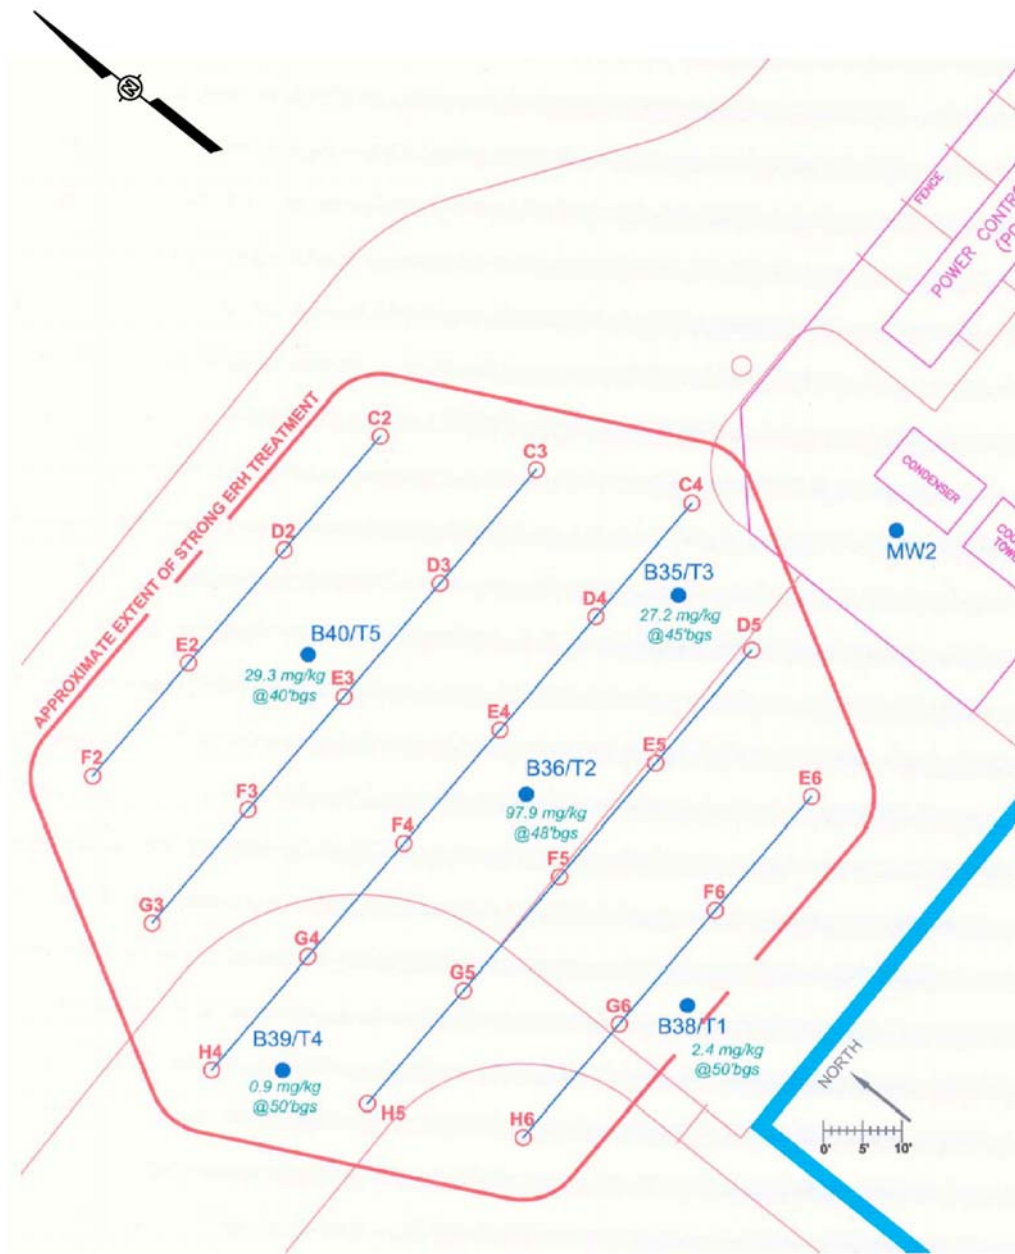 N
FENCE
POWER CONTRO
(PC
APPROXIMATE EXTENT OF STRONG ERH TREATMENT
C2
C3
C4
CONDENSER
COO
TOWE
MW2
D2
D3
B35/T3
27.2 mg/kg
@45'bgs
D4
D5
B40/T5
29.3 mg/kg
@40'bgs
E2
E3
E4
E5
E6
B36/T2
97.9 mg/kg
@48'bgs
F2
F3
F4
F5
F6
G3
G4
G5
G6
B38/T1
2.4 mg/kg
@50'bgs
B39/T4
0.9 mg/kg
@50'bgs
H4
H5
H6
NORTH
0' 5' 10'